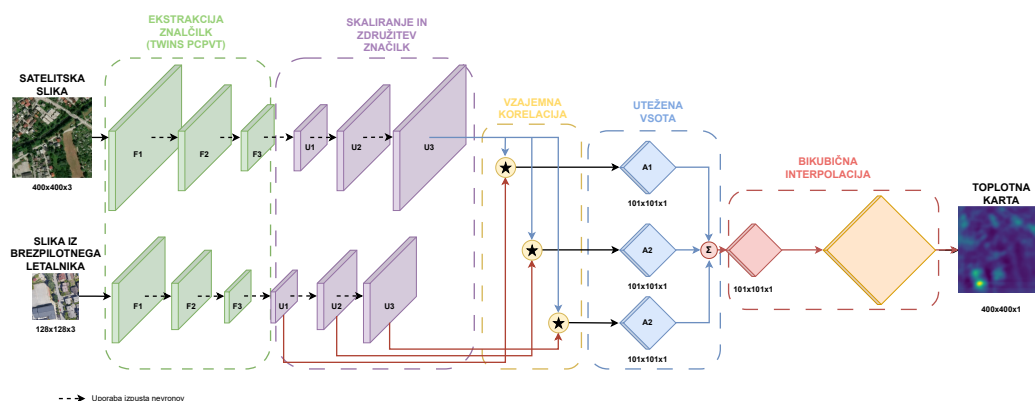 EKSTRAKCIJA
ZNALČILK
(TWINS PCPVT)
SKALIRANJE IN
ZDRUŽITEV
ZNAČILK
SATELITSKA
SLIKA
400x400x3
F1
F2
F3
U1
U2
U3
VZAJEMNA
KORELACIJA
UTEŽENA
VSOTA
A1
101x101x1
BIKUBIČNA
INTERPOLACIJA
TOPLOTNA
KARTA
400x400x1
SLIKA IZ
BREZPILOTNEGA
LETALNIKA
128x128x3
F1
F2
F3
U1
U2
U3
A2
101x101x1
Σ
101x101x1
A2
101x101x1
Uporaba izpusta nevronov